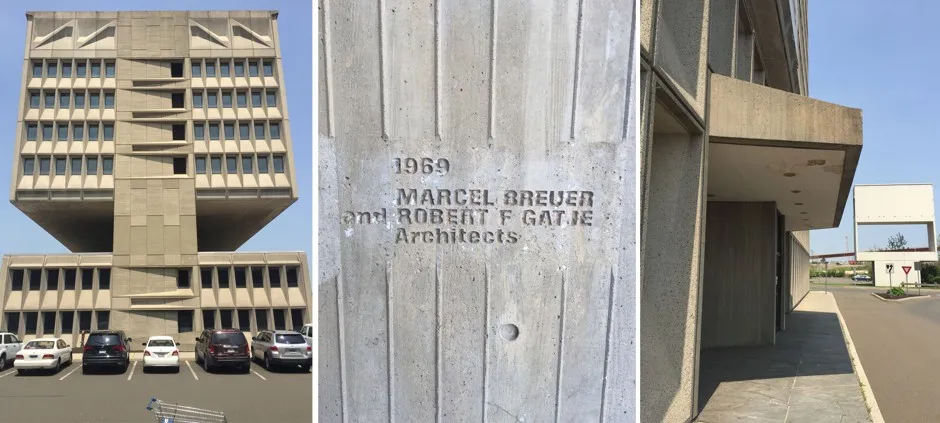 1969
MARCEL BREUER
and ROBERT F GATJE
Architects